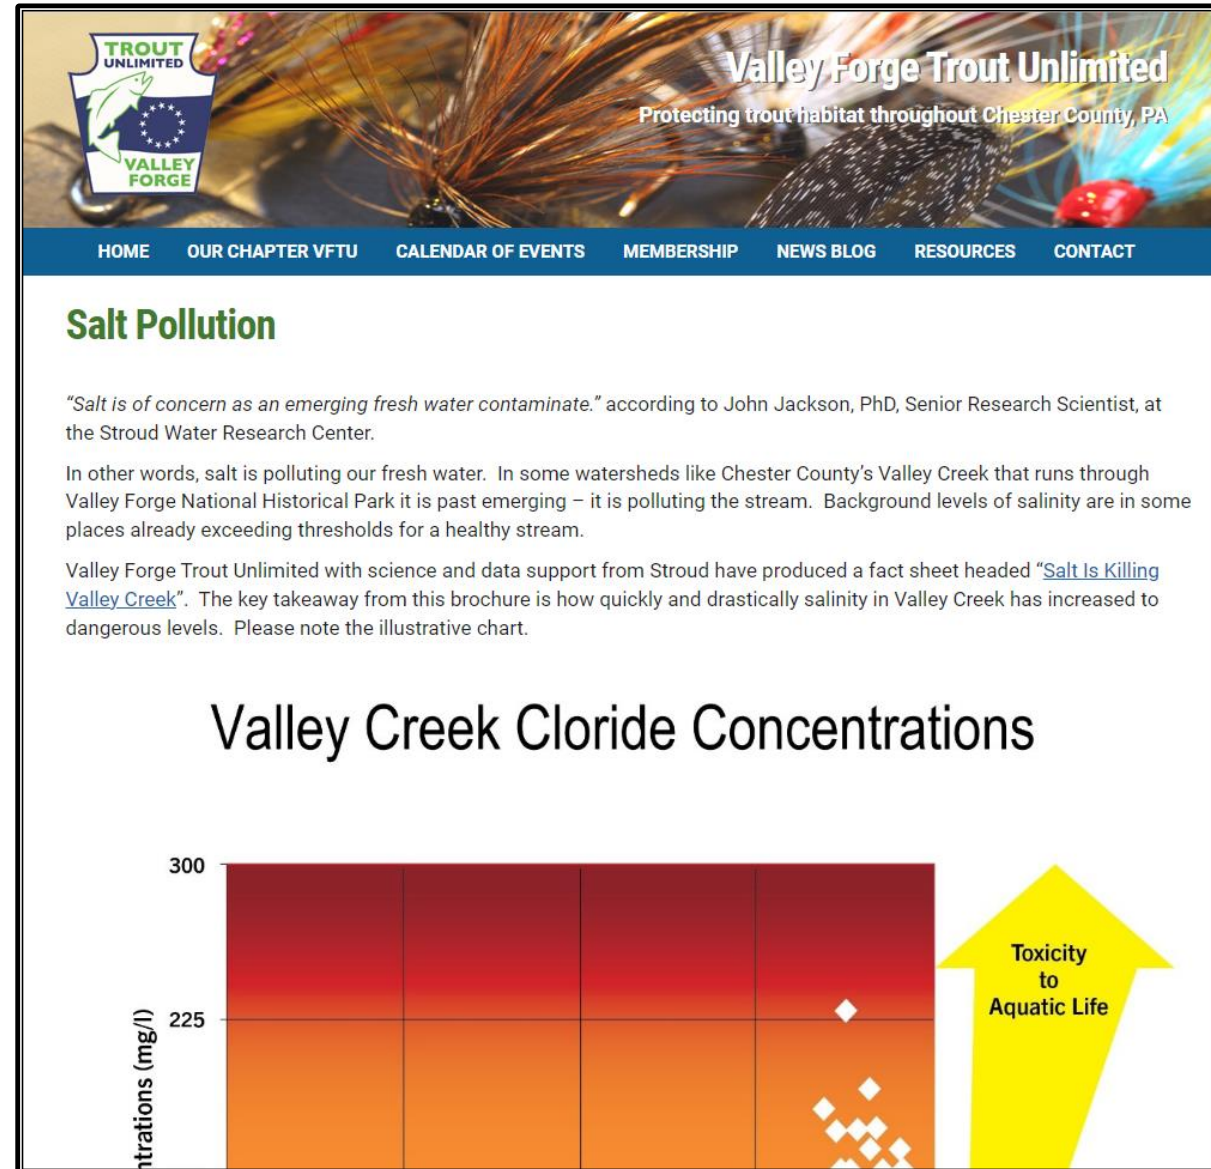 TROUT
UNLIMITED
VALLEY
FORGE
Valley Forge Trout Unlimited
Protecting trout habitat throughout Chester County, PA
HOME OUR CHAPTER VFTU CALENDAR OF EVENTS MEMBERSHIP NEWS BLOG RESOURCES CONTACT
Salt Pollution
“Salt is of concern as an emerging fresh water contaminate.” according to John Jackson, PhD, Senior Research Scientist, at
the Stroud Water Research Center.
In other words, salt is polluting our fresh water. In some watersheds like Chester County’s Valley Creek that runs through
Valley Forge National Historical Park it is past emerging – it is polluting the stream. Background levels of salinity are in some
places already exceeding thresholds for a healthy stream.
Valley Forge Trout Unlimited with science and data support from Stroud have produced a fact sheet headed “Salt Is Killing
Valley Creek”. The key takeaway from this brochure is how quickly and drastically salinity in Valley Creek has increased to
dangerous levels. Please note the illustrative chart.
Valley Creek Cloride Concentrations
300
Toxicity
to
Aquatic Life
225
ntrations (mg/l)